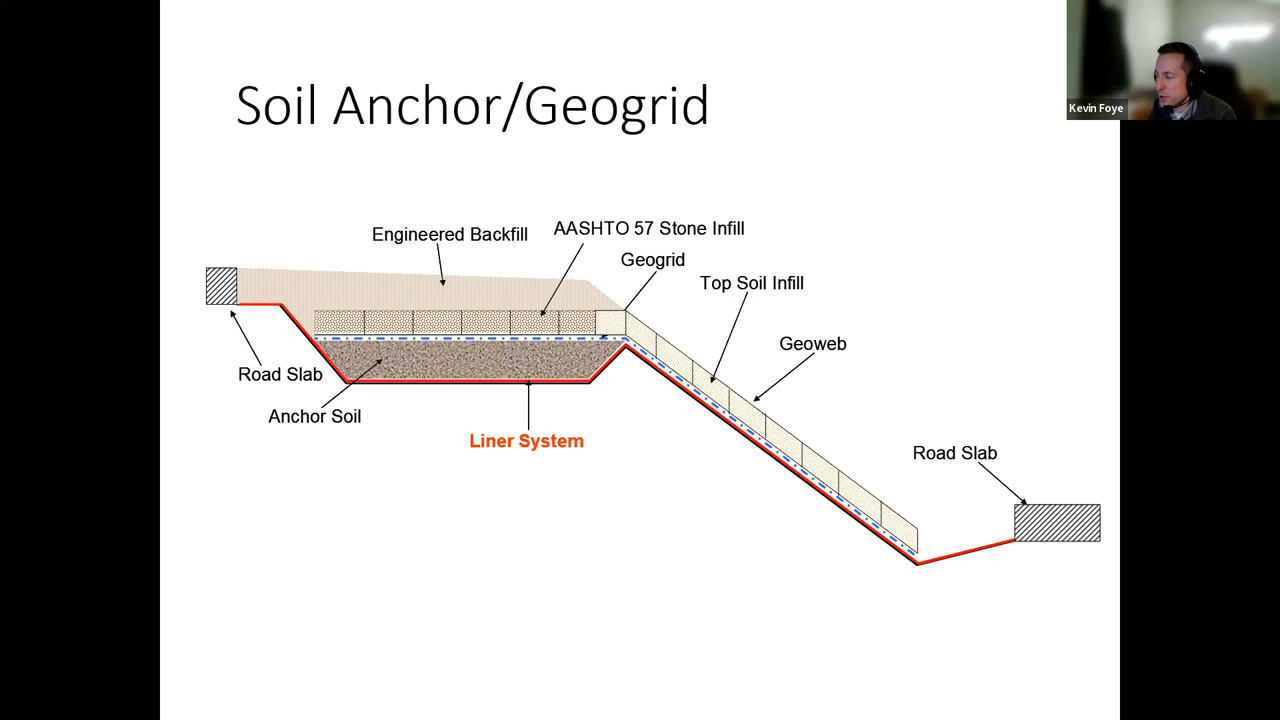 Kevin Foye
Soil Anchor/Geogrid
Engineered Backfill
AASHTO 57 Stone Infill
Geogrid
Top Soil Infill
Geoweb
Road Slab
Anchor Soil
Liner System
Road Slab